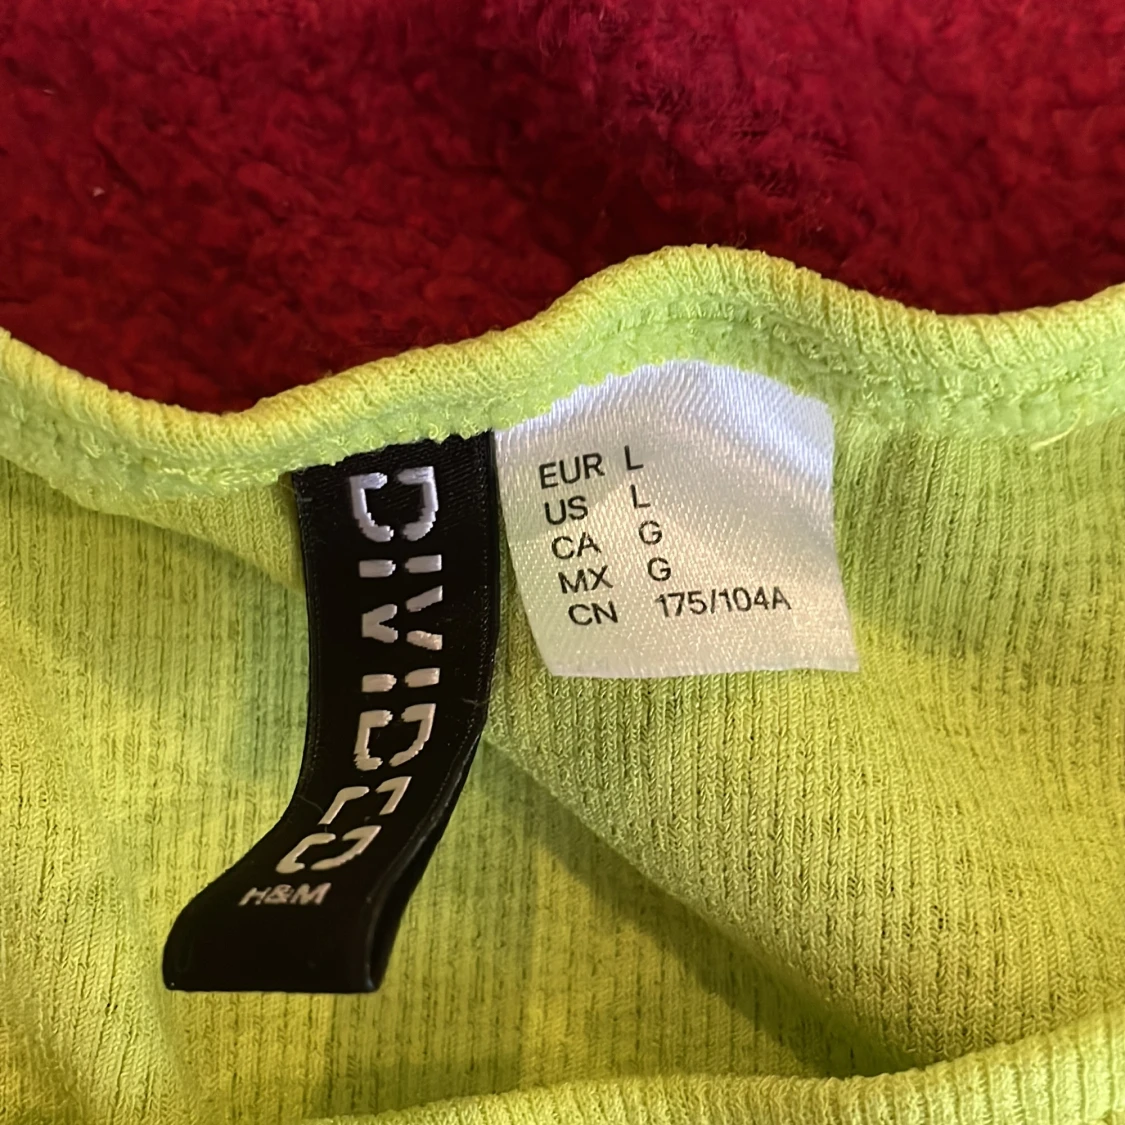 DIVIDED
H&M
EUR L
US L
CA G
MX G
CN 175/104A